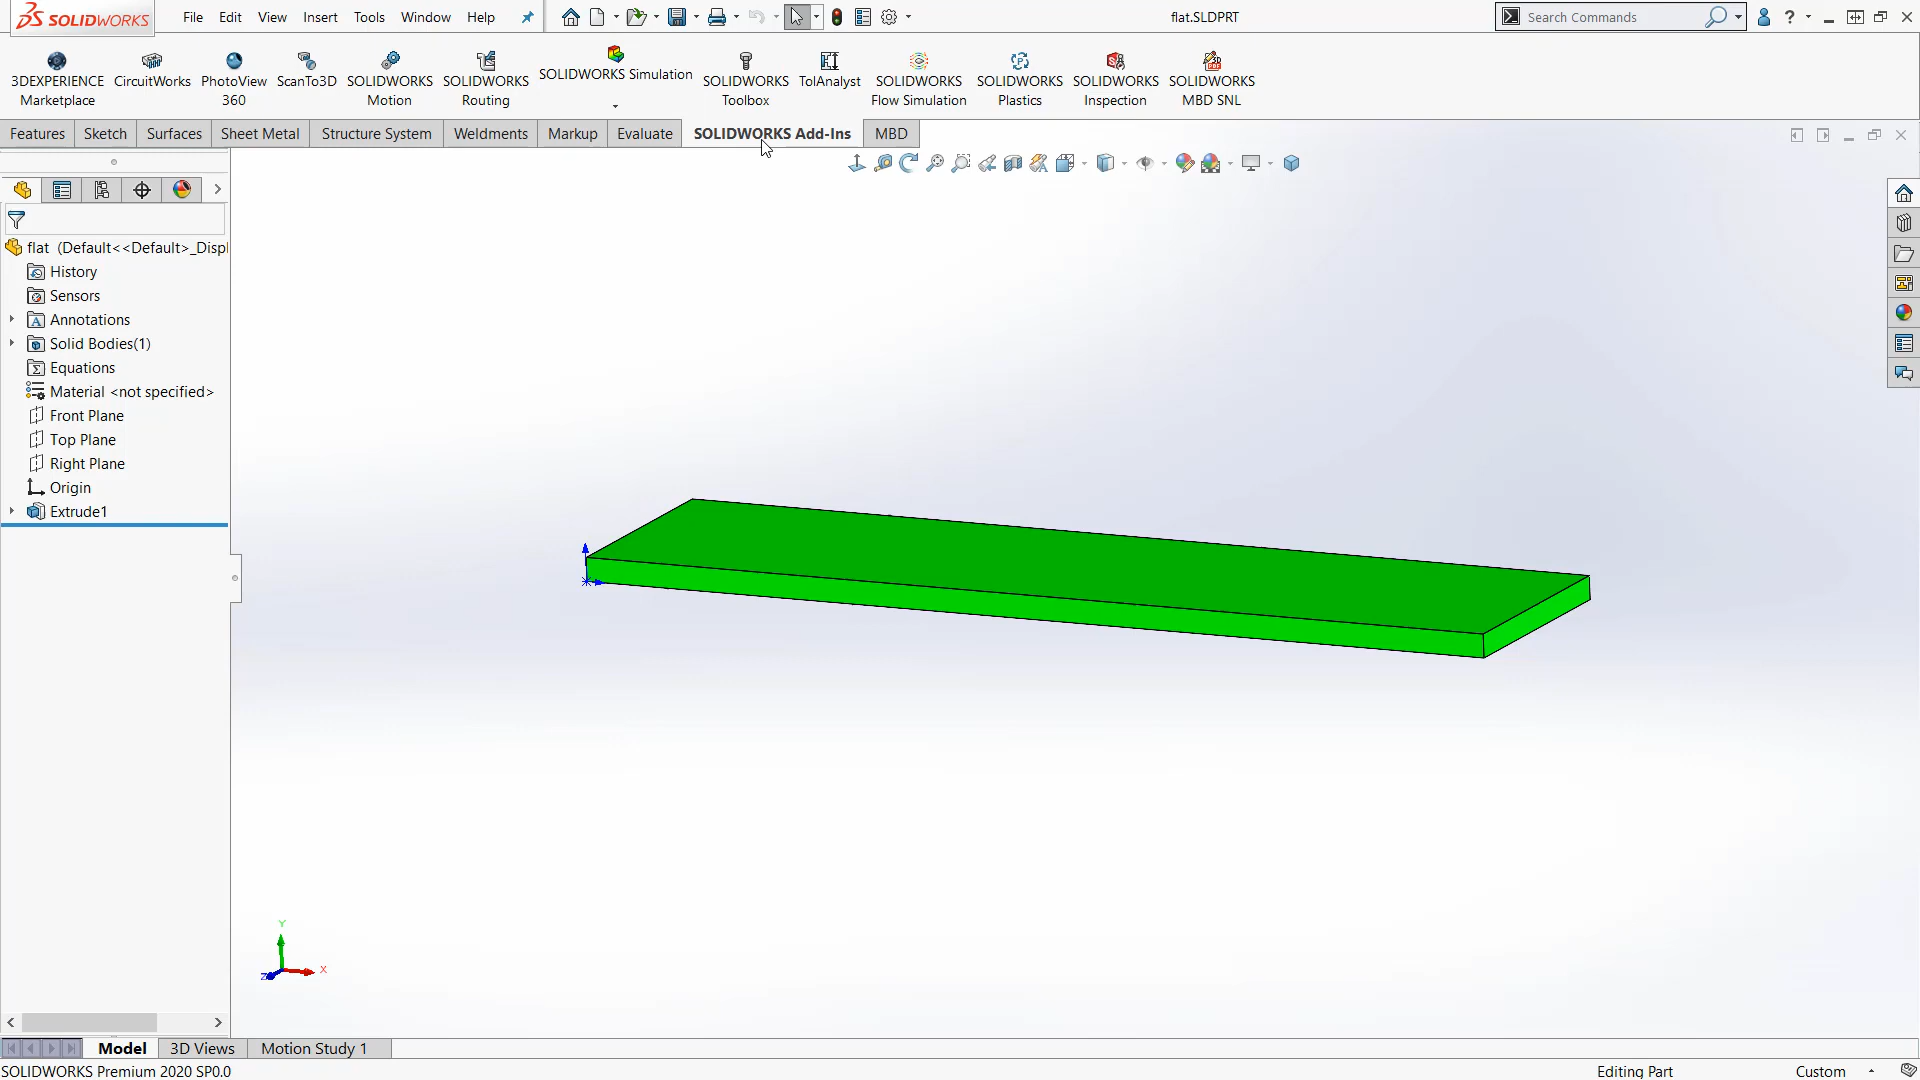 SOLIDWORKS File Edit View Insert Tools Window Help flat.SLDPRT Search Commands ?
3DEXPERIENCE Marketplace
CircuitWorks
PhotoView 360
ScanTo3D
SOLIDWORKS Motion
SOLIDWORKS Routing
SOLIDWORKS Simulation
SOLIDWORKS Toolbox
TolAnalyst
SOLIDWORKS Flow Simulation
SOLIDWORKS Plastics
SOLIDWORKS Inspection
SOLIDWORKS MBD SNL
Features Sketch Surfaces Sheet Metal Structure System Weldments Markup Evaluate SOLIDWORKS Add-Ins MBD
flat (Default<<Default>_Displ
History
Sensors
Annotations
Solid Bodies(1)
Equations
Material <not specified>
Front Plane
Top Plane
Right Plane
Origin
Extrude1
Y
Z X
Model 3D Views Motion Study 1
SOLIDWORKS Premium 2020 SP0.0 Editing Part Custom